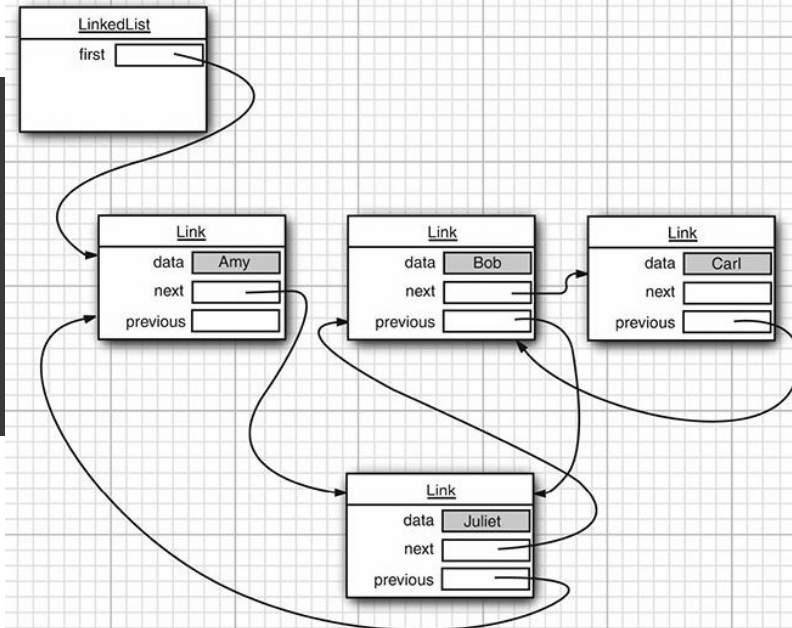 LinkedList
first
Link
data Amy
next
previous
Link
data Bob
next
previous
Link
data Carl
next
previous
Link
data Juliet
next
previous